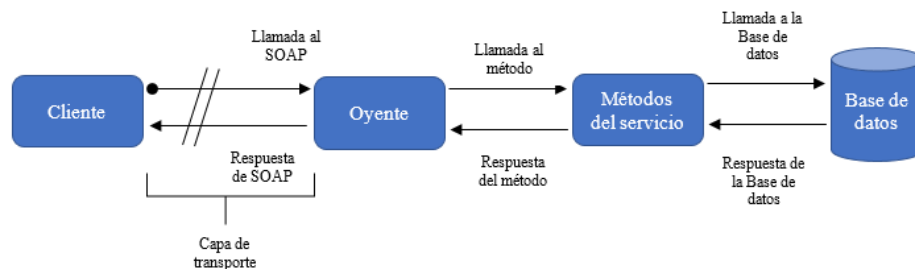 Llamada al
SOAP
Llamada al
método
Llamada a la
Base de
datos
Cliente
Oyente
Métodos
del servicio
Base de
datos
Respuesta
de SOAP
Respuesta
del método
Respuesta de
la Base de
datos
Capa de
transporte